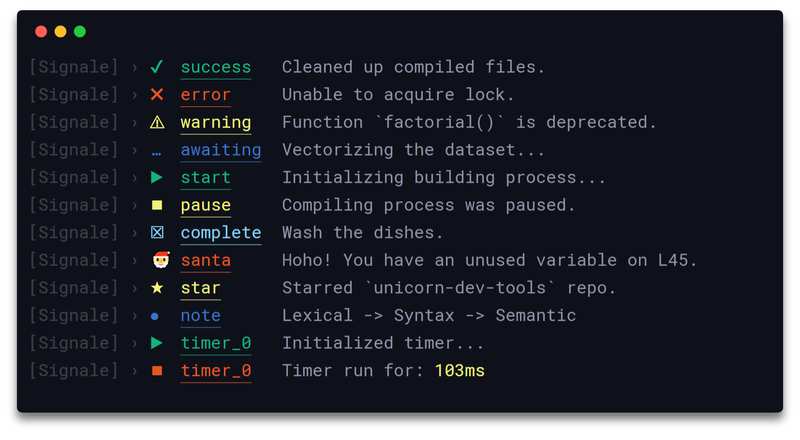 [Signale] › ✔ success Cleaned up compiled files.
[Signale] › ✖ error Unable to acquire lock.
[Signale] › ⚠ warning Function `factorial()` is deprecated.
[Signale] › … awaiting Vectorizing the dataset...
[Signale] › ▶ start Initializing building process...
[Signale] › ■ pause Compiling process was paused.
[Signale] › ☒ complete Wash the dishes.
[Signale] › 🎅 santa Hoho! You have an unused variable on L45.
[Signale] › ★ star Starred `unicorn-dev-tools` repo.
[Signale] › ● note Lexical -> Syntax -> Semantic
[Signale] › ▶ timer_0 Initialized timer...
[Signale] › ■ timer_0 Timer run for: 103ms